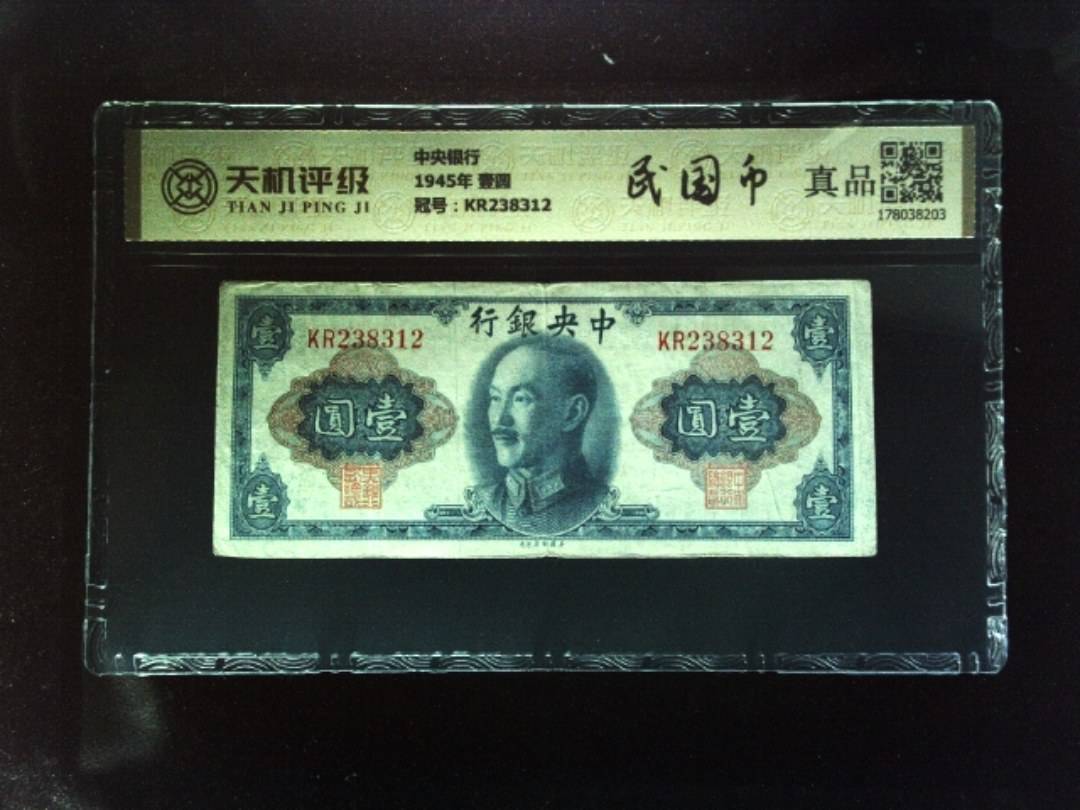 天机评级
TIAN JI PING JI
中央银行
1945年 壹圆
冠号：KR238312
民国币
真品
178038203
行銀央中
KR238312
KR238312
壹
壹
圓壹
圓壹
壹
壹